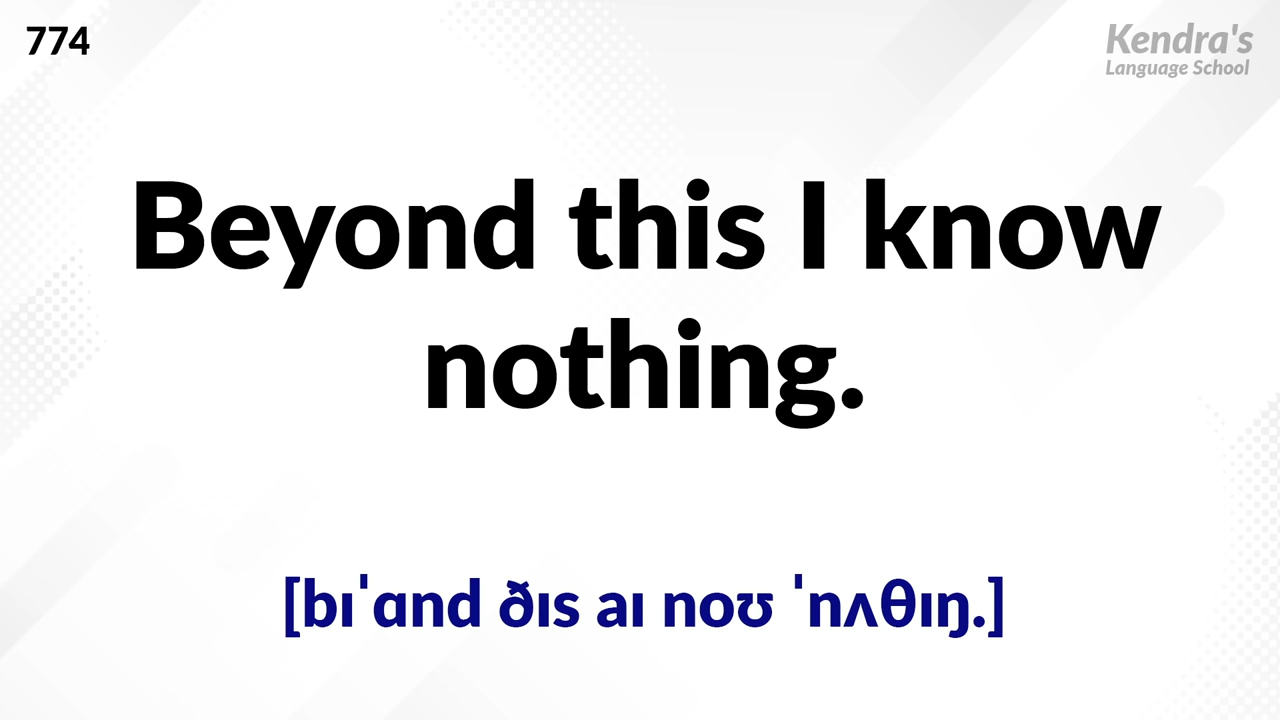 774
Kendra's
Language School
Beyond this I know
nothing.
[bɪˈɑnd ðɪs aɪ noʊ ˈnʌθɪŋ.]